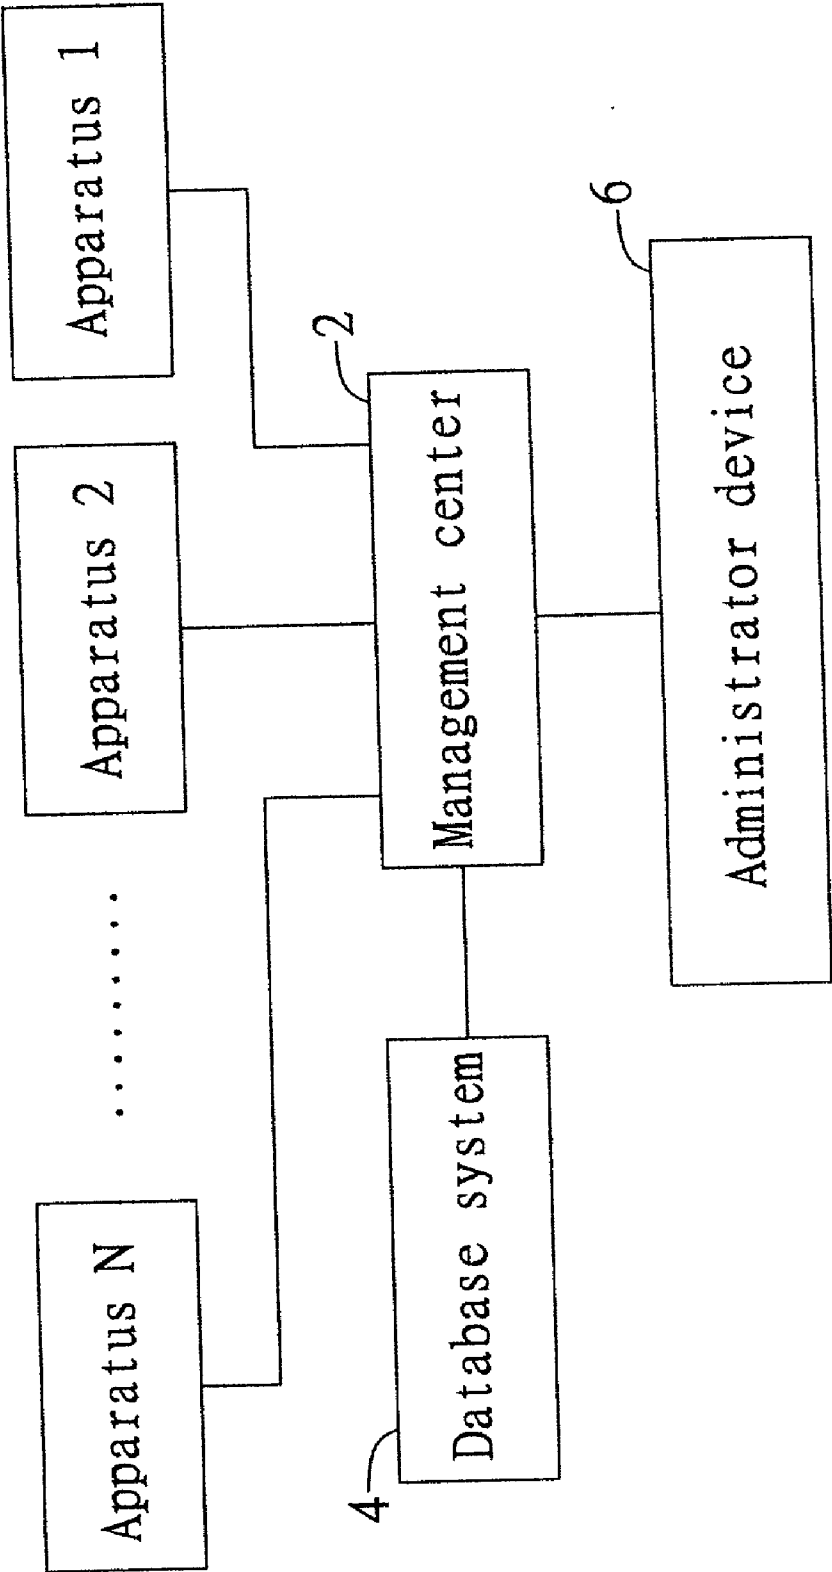 Apparatus N
.........
Apparatus 2
Apparatus 1
2
4
Database system
Management center
6
Administrator device